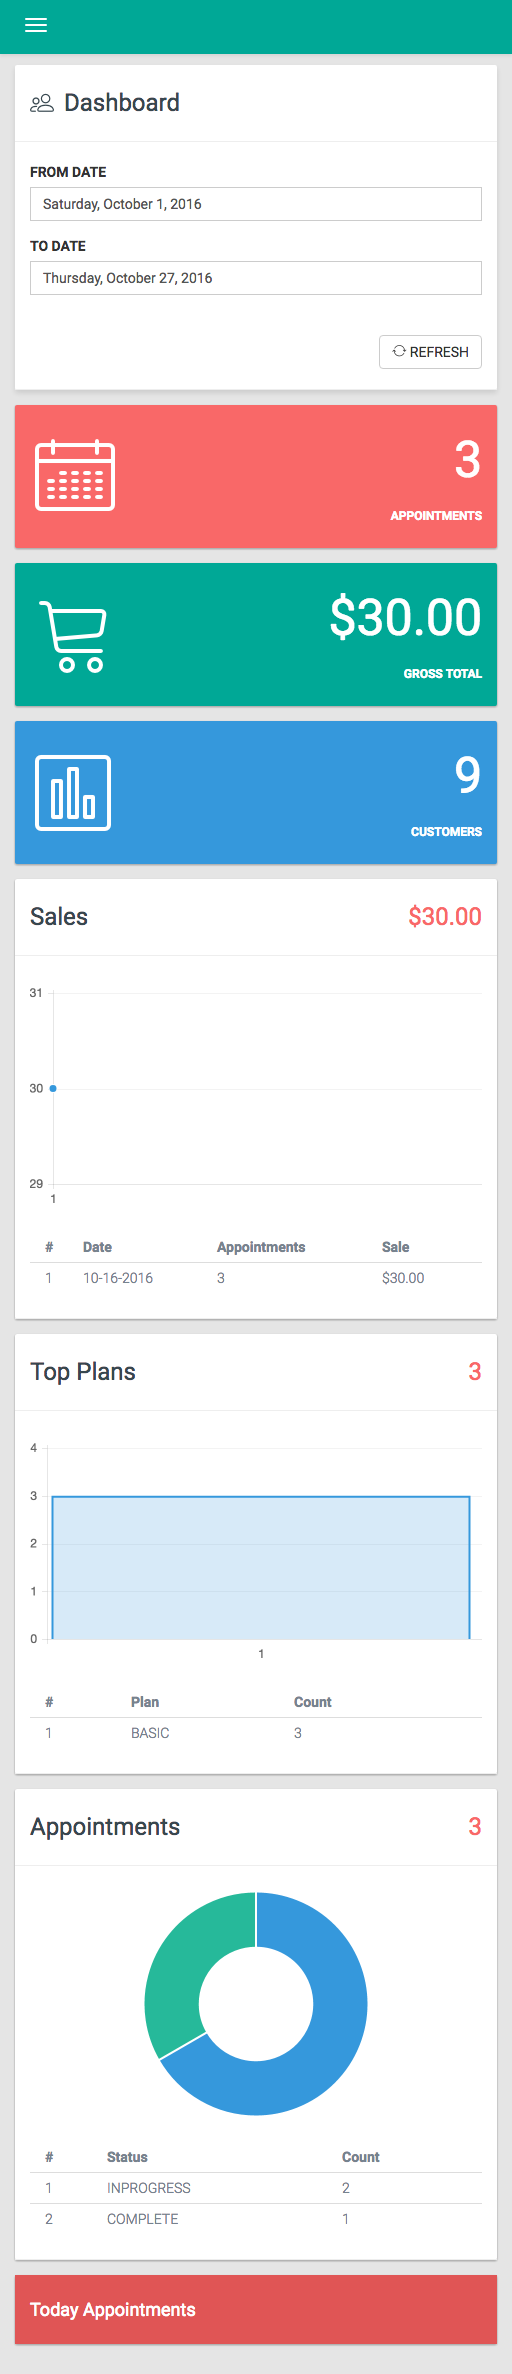 Dashboard
FROM DATE
Saturday, October 1, 2016
TO DATE
Thursday, October 27, 2016
REFRESH
3
APPOINTMENTS
$30.00
GROSS TOTAL
9
CUSTOMERS
Sales $30.00
31
30
29
1
# Date Appointments Sale
1 10-16-2016 3 $30.00
Top Plans 3
4
3
2
1
0
1
# Plan Count
1 BASIC 3
Appointments 3
# Status Count
1 INPROGRESS 2
2 COMPLETE 1
Today Appointments